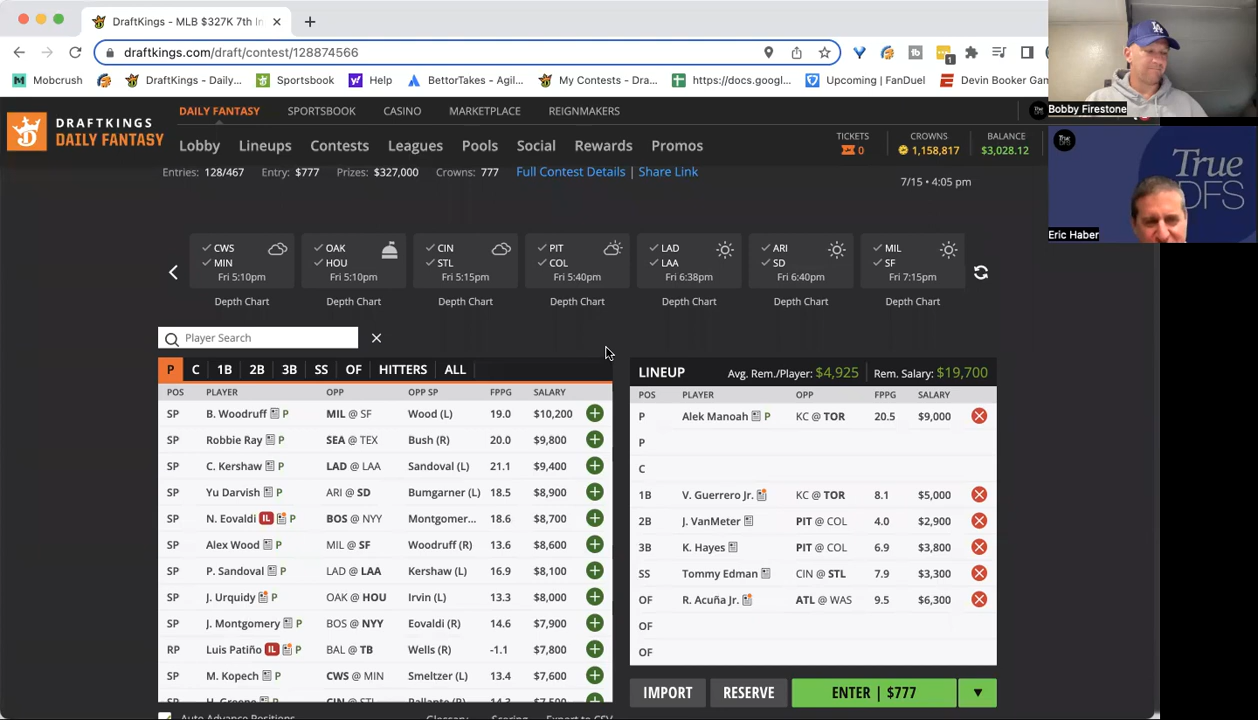 DraftKings - MLB $327K 7th In
draftkings.com/draft/contest/128874566
Mobcrush DraftKings - Daily... Sportsbook Help BettorTakes - Agil... My Contests - Dra... https://docs.googl... Upcoming | FanDuel Devin Booker Gam
Bobby Firestone
True DFS
Eric Haber
DRAFTKINGS DAILY FANTASY
DAILY FANTASY SPORTSBOOK CASINO MARKETPLACE REIGNMAKERS
Lobby Lineups Contests Leagues Pools Social Rewards Promos
TICKETS 0 CROWNS 1,158,817 BALANCE $3,028.12
Entries: 128/467 Entry: $777 Prizes: $327,000 Crowns: 777 Full Contest Details | Share Link
7/15 • 4:05 pm
CWS OAK CIN PIT LAD ARI MIL
MIN HOU STL COL LAA SD SF
Fri 5:10pm Fri 5:10pm Fri 5:15pm Fri 5:40pm Fri 6:38pm Fri 6:40pm Fri 7:15pm
Depth Chart Depth Chart Depth Chart Depth Chart Depth Chart Depth Chart Depth Chart
Player Search
P C 1B 2B 3B SS OF HITTERS ALL
POS PLAYER OPP OPP SP FPPG SALARY
SP B. Woodruff P MIL @ SF Wood (L) 19.0 $10,200
SP Robbie Ray P SEA @ TEX Bush (R) 20.0 $9,800
SP C. Kershaw P LAD @ LAA Sandoval (L) 21.1 $9,400
SP Yu Darvish P ARI @ SD Bumgarner (L) 18.5 $8,900
SP N. Eovaldi IL P BOS @ NYY Montgomer... 18.6 $8,700
SP Alex Wood P MIL @ SF Woodruff (R) 13.6 $8,600
SP P. Sandoval P LAD @ LAA Kershaw (L) 16.9 $8,100
SP J. Urquidy P OAK @ HOU Irvin (L) 13.3 $8,000
SP J. Montgomery P BOS @ NYY Eovaldi (R) 14.6 $7,900
RP Luis Patiño IL P BAL @ TB Wells (R) -1.1 $7,800
SP M. Kopech P CWS @ MIN Smeltzer (L) 13.4 $7,600
LINEUP Avg. Rem./Player: $4,925 Rem. Salary: $19,700
POS PLAYER OPP FPPG SALARY
P Alek Manoah P KC @ TOR 20.5 $9,000
P
C
1B V. Guerrero Jr. KC @ TOR 8.1 $5,000
2B J. VanMeter PIT @ COL 4.0 $2,900
3B K. Hayes PIT @ COL 6.9 $3,800
SS Tommy Edman CIN @ STL 7.9 $3,300
OF R. Acuña Jr. ATL @ WAS 9.5 $6,300
OF
OF
IMPORT RESERVE ENTER | $777